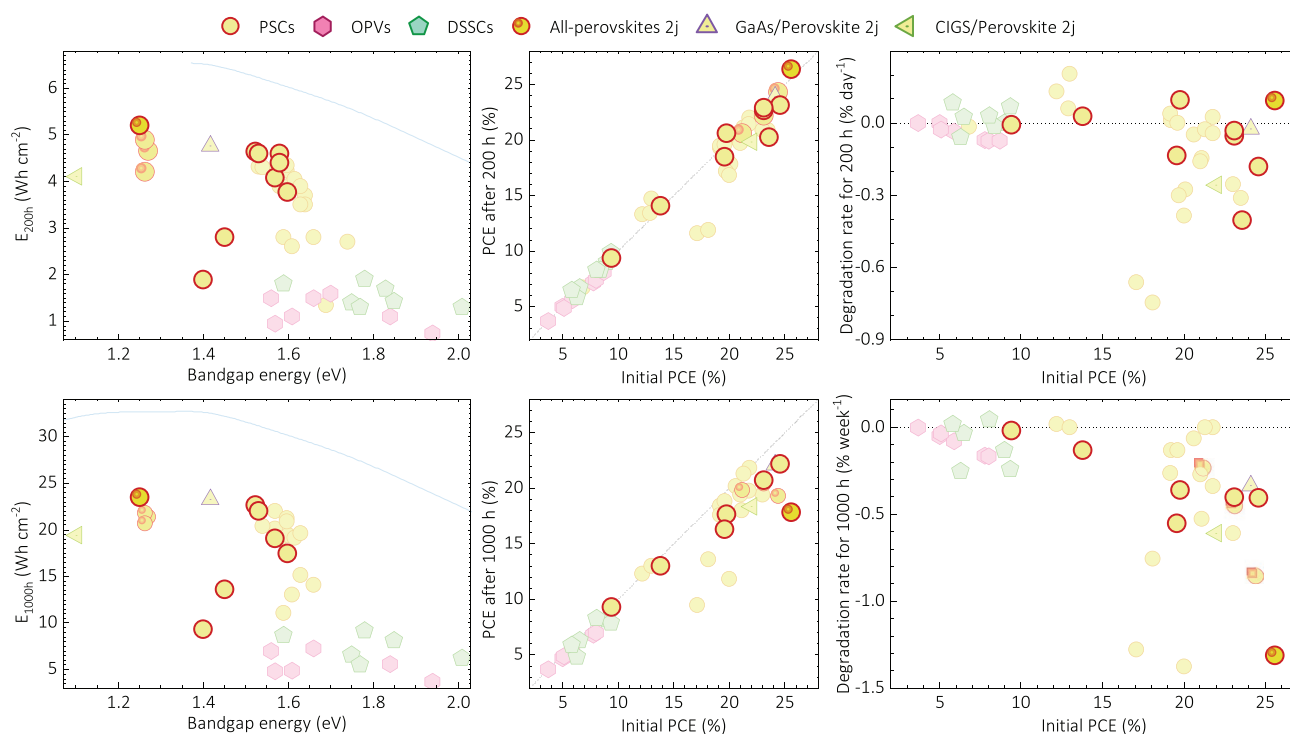 PSCs OPVs DSSCs All-perovskites 2j GaAs/Perovskite 2j CIGS/Perovskite 2j
E200h (Wh cm-2)
6
5
4
3
2
1
1.2 1.4 1.6 1.8 2.0
Bandgap energy (eV)
PCE after 200 h (%)
25
20
15
10
5
5 10 15 20 25
Initial PCE (%)
Degradation rate for 200 h (% day-1)
0.0
-0.3
-0.6
-0.9
5 10 15 20 25
Initial PCE (%)
E1000h (Wh cm-2)
30
25
20
15
10
5
1.2 1.4 1.6 1.8 2.0
Bandgap energy (eV)
PCE after 1000 h (%)
25
20
15
10
5
5 10 15 20 25
Initial PCE (%)
Degradation rate for 1000 h (% week-1)
0.0
-0.5
-1.0
-1.5
5 10 15 20 25
Initial PCE (%)